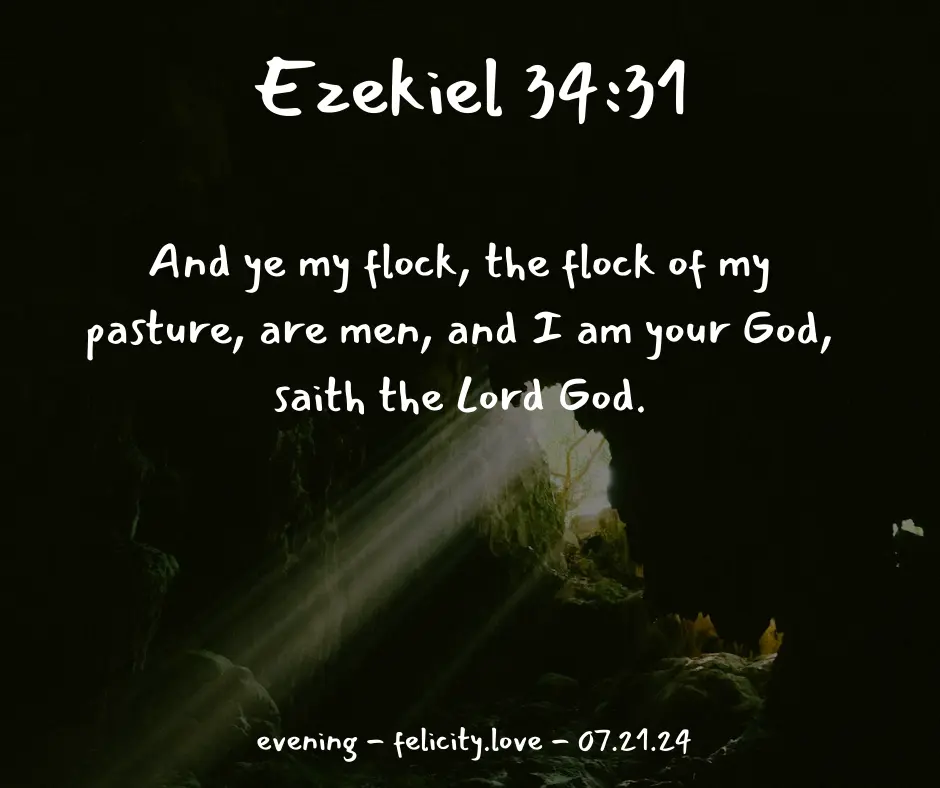 Ezekiel 34:31
And ye my flock, the flock of my
pasture, are men, and I am your God,
saith the Lord God.
evening – felicity.love – 07.21.24